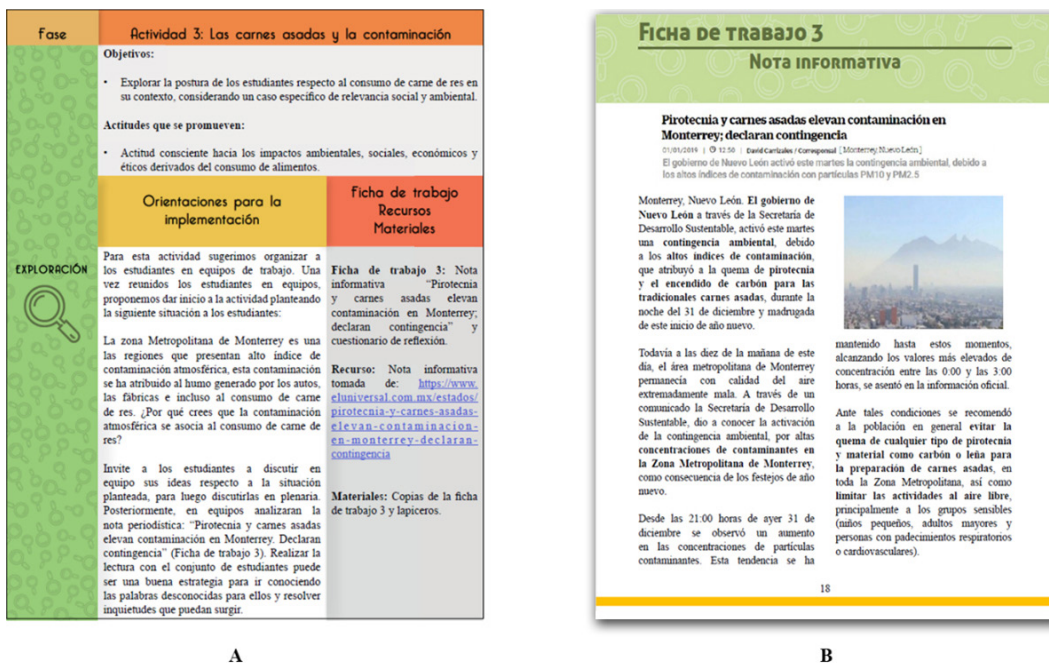 Fase
Actividad 3: Las carnes asadas y la contaminación
Objetivos:
• Explorar la postura de los estudiantes respecto al consumo de carne de res en
su contexto, considerando un caso específico de relevancia social y ambiental.
Actitudes que se promueven:
• Actitud consciente hacia los impactos ambientales, sociales, económicos y
éticos derivados del consumo de alimentos.
EXPLORACIÓN
Orientaciones para la
implementación
Para esta actividad sugerimos organizar a
los estudiantes en equipos de trabajo. Una
vez reunidos los estudiantes en equipos,
proponemos dar inicio a la actividad planteando
la siguiente situación a los estudiantes:
La zona Metropolitana de Monterrey es una
las regiones que presentan alto índice de
contaminación atmosférica, esta contaminación
se ha atribuido al humo generado por los autos,
las fábricas e incluso al consumo de carne
de res. ¿Por qué crees que la contaminación
atmosférica se asocia al consumo de carne de
res?
Invite a los estudiantes a discutir en
equipo sus ideas respecto a la situación
planteada, para luego discutirlas en plenaria.
Posteriormente, en equipos analizaran la
nota periodística: “Pirotecnia y carnes asadas
elevan contaminación en Monterrey. Declaran
contingencia” (Ficha de trabajo 3). Realizar la
lectura con el conjunto de estudiantes puede
ser una buena estrategia para ir conociendo
las palabras desconocidas para ellos y resolver
inquietudes que puedan surgir.
Ficha de trabajo
Recursos
Materiales
Ficha de trabajo 3: Nota
informativa “Pirotecnia
y carnes asadas elevan
contaminación en Monterrey;
declaran contingencia” y
cuestionario de reflexión.
Recurso: Nota informativa
tomada de: https://www.
eluniversal.com.mx/estados/
pirotecnia-y-carnes-asadas-
elevan-contaminacion-
en-monterrey-declaran-
contingencia
Materiales: Copias de la ficha
de trabajo 3 y lapiceros.
A
FICHA DE TRABAJO 3
NOTA INFORMATIVA
Pirotecnia y carnes asadas elevan contaminación en
Monterrey; declaran contingencia
01/01/2019 | 12:50 | David Carrizales / Corresponsal | Monterrey, Nuevo León |
El gobierno de Nuevo León activó este martes la contingencia ambiental, debido a
los altos índices de contaminación con partículas PM10 y PM2.5
Monterrey, Nuevo León. El gobierno de
Nuevo León a través de la Secretaría de
Desarrollo Sustentable, activó este martes
una contingencia ambiental, debido
a los altos índices de contaminación,
que atribuyó a la quema de pirotecnia
y el encendido de carbón para las
tradicionales carnes asadas, durante la
noche del 31 de diciembre y madrugada
de este inicio de año nuevo.
Todavía a las diez de la mañana de este
día, el área metropolitana de Monterrey
permanecía con calidad del aire
extremadamente mala. A través de un
comunicado la Secretaría de Desarrollo
Sustentable, dio a conocer la activación
de la contingencia ambiental, por altas
concentraciones de contaminantes en
la Zona Metropolitana de Monterrey,
como consecuencia de los festejos de año
nuevo.
Desde las 21:00 horas de ayer 31 de
diciembre se observó un aumento
en las concentraciones de partículas
contaminantes. Esta tendencia se ha
mantenido hasta estos momentos,
alcanzando los valores más elevados de
concentración entre las 0:00 y las 3:00
horas, se asentó en la información oficial.
Ante tales condiciones se recomendó
a la población en general evitar la
quema de cualquier tipo de pirotecnia
y material como carbón o leña para
la preparación de carnes asadas, en
toda la Zona Metropolitana, así como
limitar las actividades al aire libre,
principalmente a los grupos sensibles
(niños pequeños, adultos mayores y
personas con padecimientos respiratorios
o cardiovasculares).
18
B